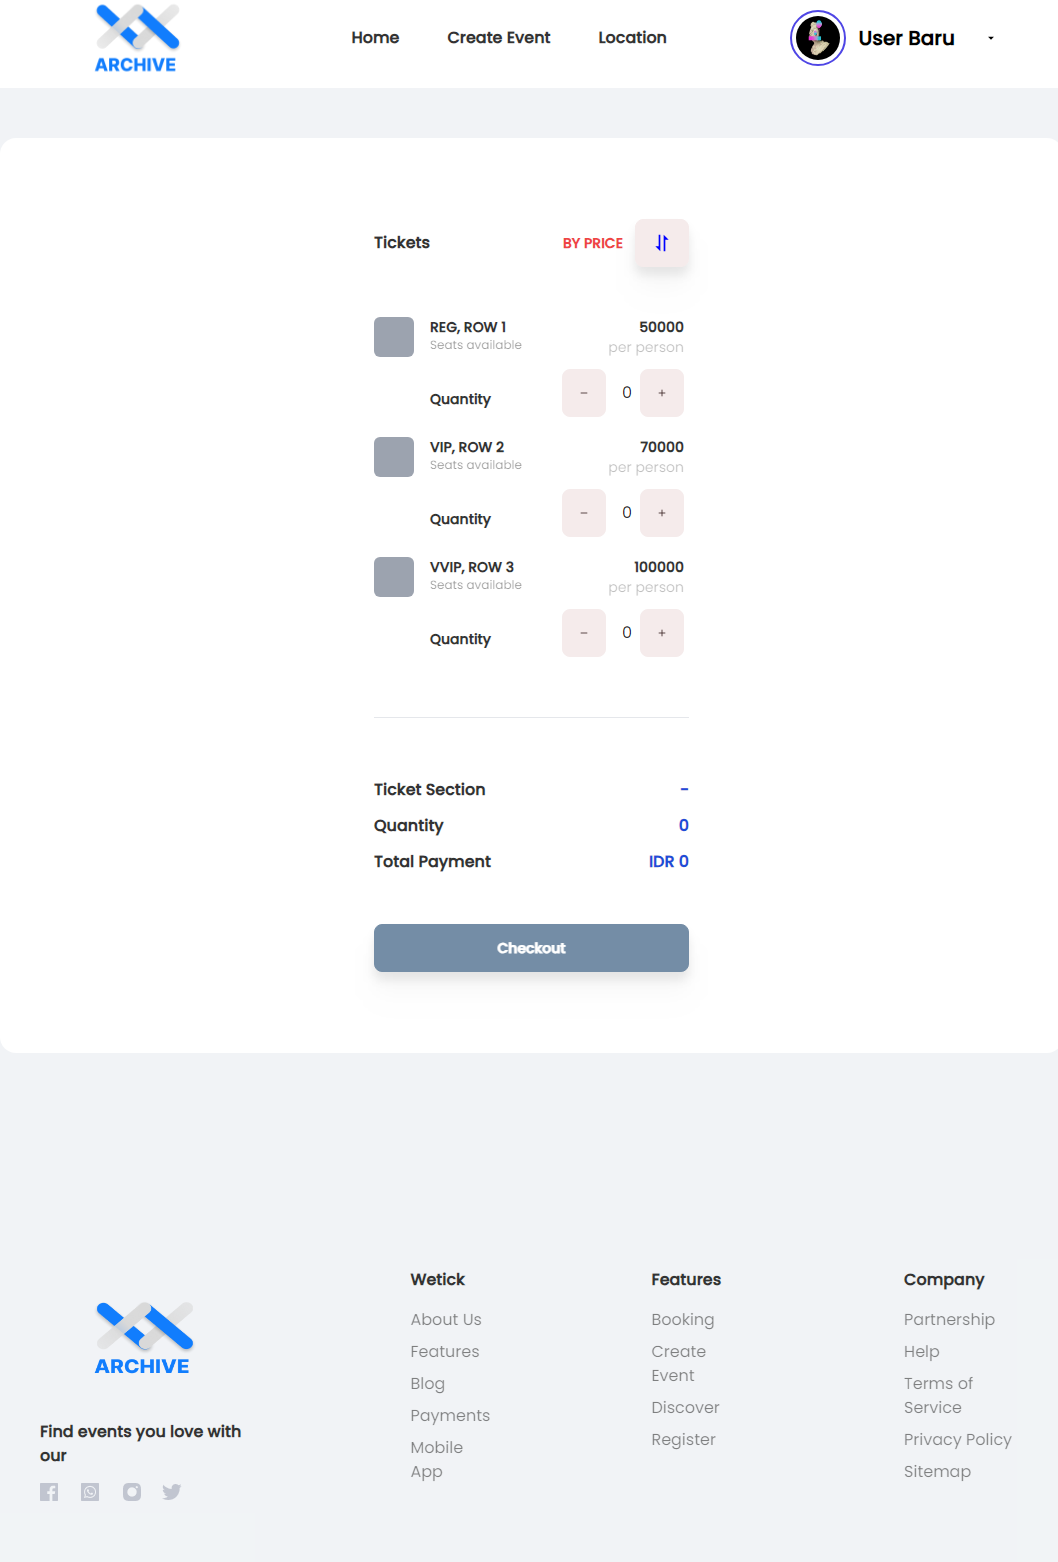 ARCHIVE
Home
Create Event
Location
User Baru
Tickets
BY PRICE
REG, ROW 1
50000
Seats available
per person
Quantity
-
0
+
VIP, ROW 2
70000
Seats available
per person
Quantity
-
0
+
VVIP, ROW 3
100000
Seats available
per person
Quantity
-
0
+
Ticket Section
-
Quantity
0
Total Payment
IDR 0
Checkout
ARCHIVE
Find events you love with
our
Wetick
About Us
Features
Blog
Payments
Mobile
App
Features
Booking
Create
Event
Discover
Register
Company
Partnership
Help
Terms of
Service
Privacy Policy
Sitemap